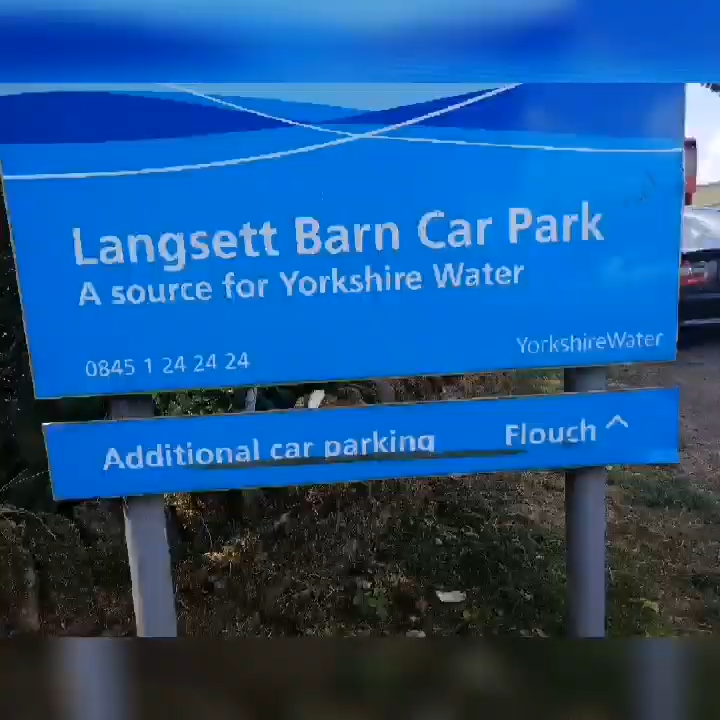 Langsett Barn Car Park
A source for Yorkshire Water
0845 1 24 24 24
YorkshireWater
Additional car parking
Flouch ^